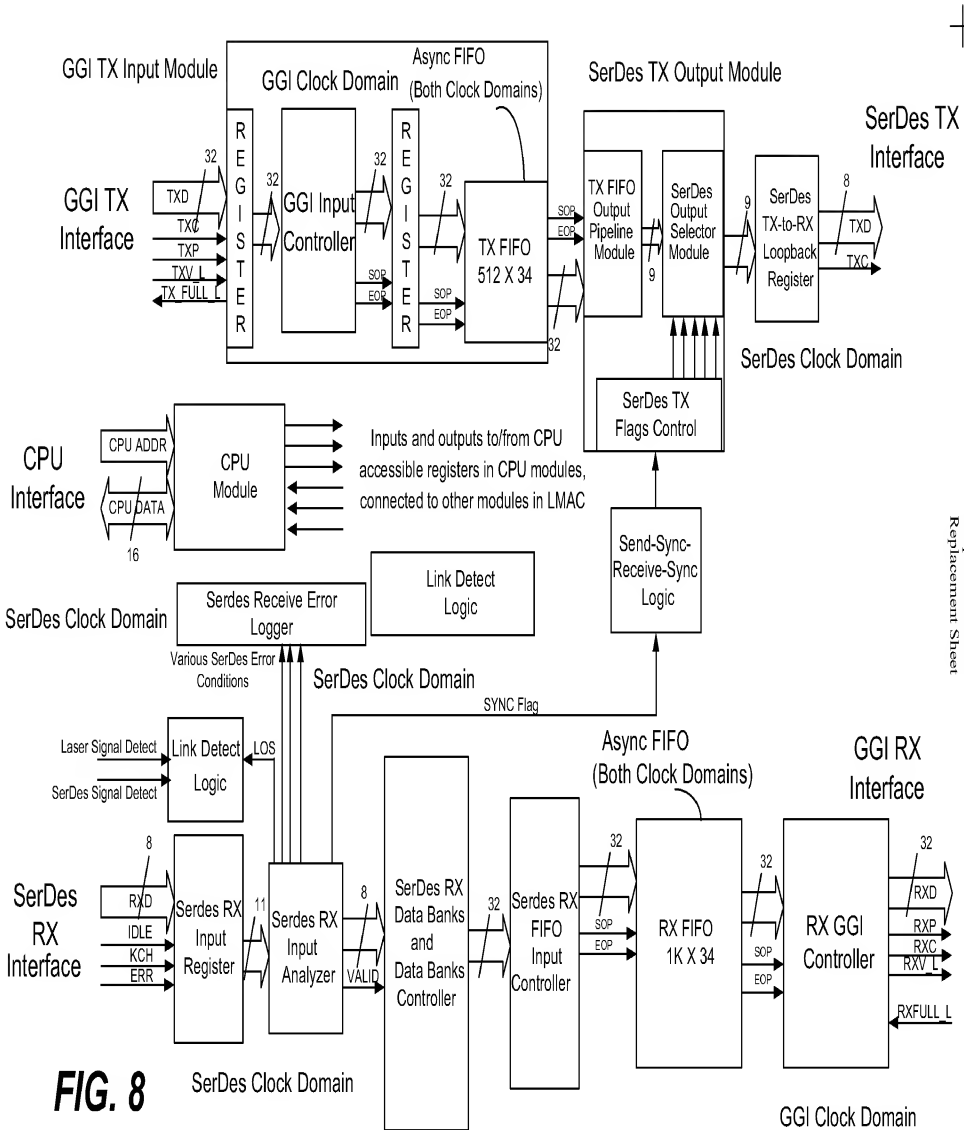 GGI TX Input Module
GGI Clock Domain
Async FIFO
(Both Clock Domains)
SerDes TX Output Module
SerDes TX
Interface
GGI TX
Interface
32
TXD
TXC
TXP
TXV_L
TX_FULL_L
REGISTER
32
GGI Input
Controller
32
SOP
EOP
REGISTER
32
SOP
EOP
TX FIFO
512 X 34
SOP
EOP
32
TX FIFO
Output
Pipeline
Module
9
SerDes
Output
Selector
Module
9
SerDes
TX-to-RX
Loopback
Register
8
TXD
TXC
SerDes Clock Domain
SerDes TX
Flags Control
CPU
Interface
CPU ADDR
CPU DATA
16
CPU
Module
Inputs and outputs to/from CPU
accessible registers in CPU modules,
connected to other modules in LMAC
Send-Sync-
Receive-Sync
Logic
Replacement Sheet
SerDes Clock Domain
Serdes Receive Error
Logger
Link Detect
Logic
Various SerDes Error
Conditions
SerDes Clock Domain
SYNC Flag
Laser Signal Detect
SerDes Signal Detect
Link Detect
Logic
LOS
Async FIFO
(Both Clock Domains)
GGI RX
Interface
SerDes
RX
Interface
8
RXD
IDLE
KCH
ERR
Serdes RX
Input
Register
11
Serdes RX
Input
Analyzer
8
VALID
SerDes RX
Data Banks
and
Data Banks
Controller
32
Serdes RX
FIFO
Input
Controller
32
SOP
EOP
RX FIFO
1K X 34
32
SOP
EOP
RX GGI
Controller
32
RXD
RXP
RXC
RXV_L
RXFULL_L
FIG. 8
SerDes Clock Domain
GGI Clock Domain